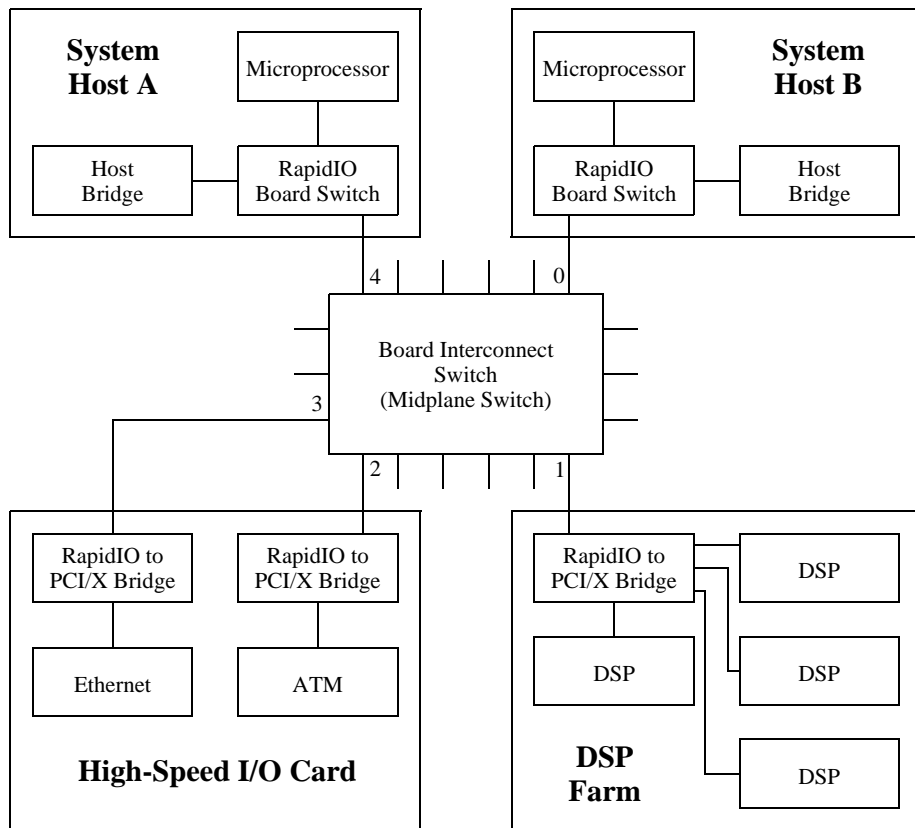 System
Host A
Microprocessor
Host
Bridge
RapidIO
Board Switch
Microprocessor
System
Host B
RapidIO
Board Switch
Host
Bridge
4
0
Board Interconnect
Switch
(Midplane Switch)
3
2
1
RapidIO to
PCI/X Bridge
RapidIO to
PCI/X Bridge
Ethernet
ATM
High-Speed I/O Card
RapidIO to
PCI/X Bridge
DSP
DSP
DSP
DSP
DSP
Farm